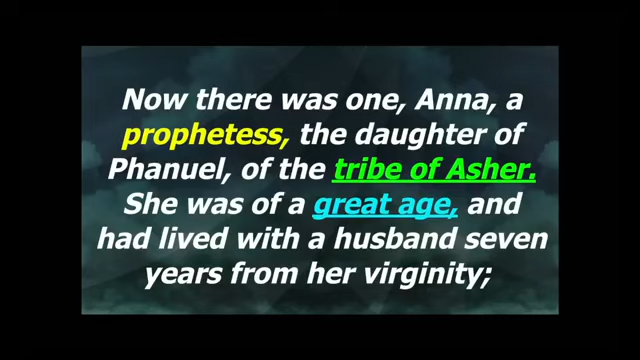 Now there was one, Anna, a
prophetess, the daughter of
Phanuel, of the tribe of Asher.
She was of a great age, and
had lived with a husband seven
years from her virginity;